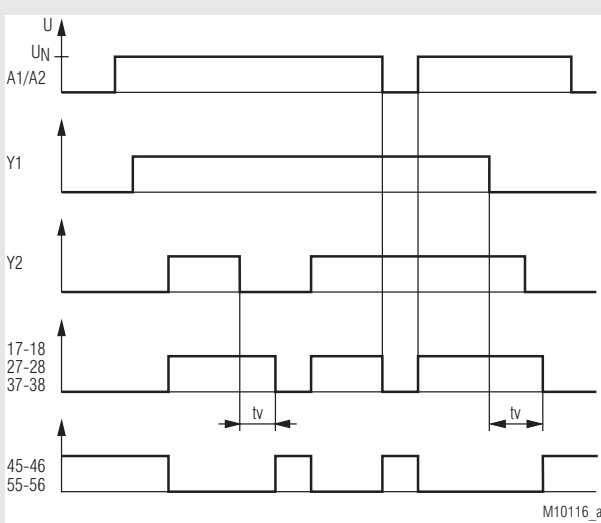 U
UN
A1/A2
Y1
Y2
17-18
27-28
37-38
tv tv
45-46
55-56
M10116_a